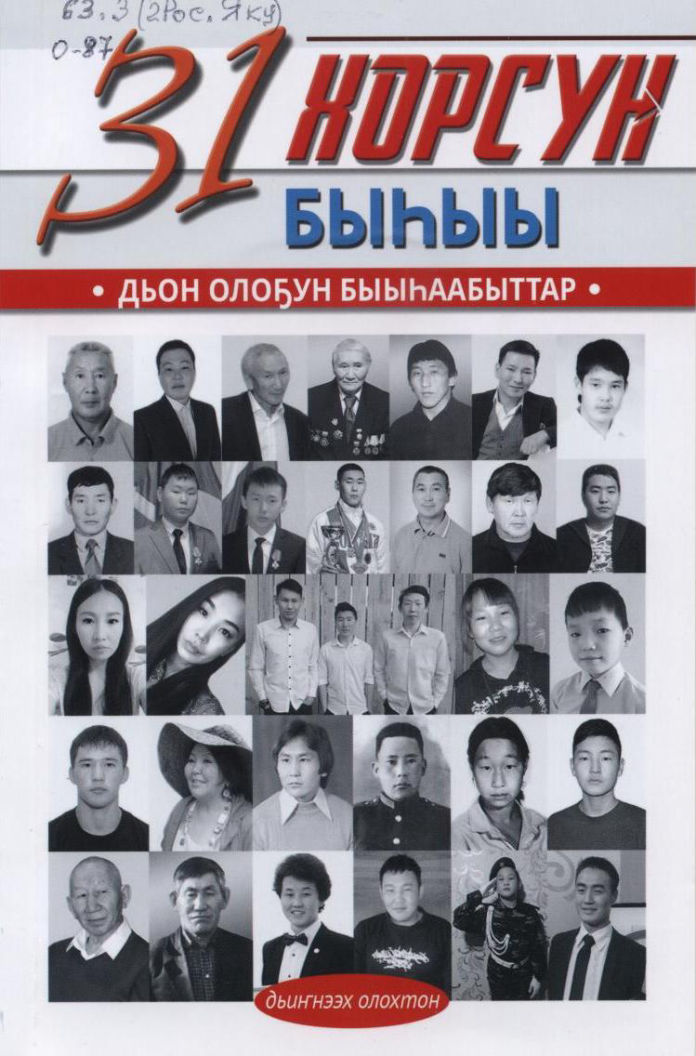 63.3(2Рос.Яку)
О-87
31 ХОРСУН
БЫҺЫЫ
• ДЬОН ОЛОҔУН БЫЫҺААБЫТТАР •
дьиҥнээх олохтон